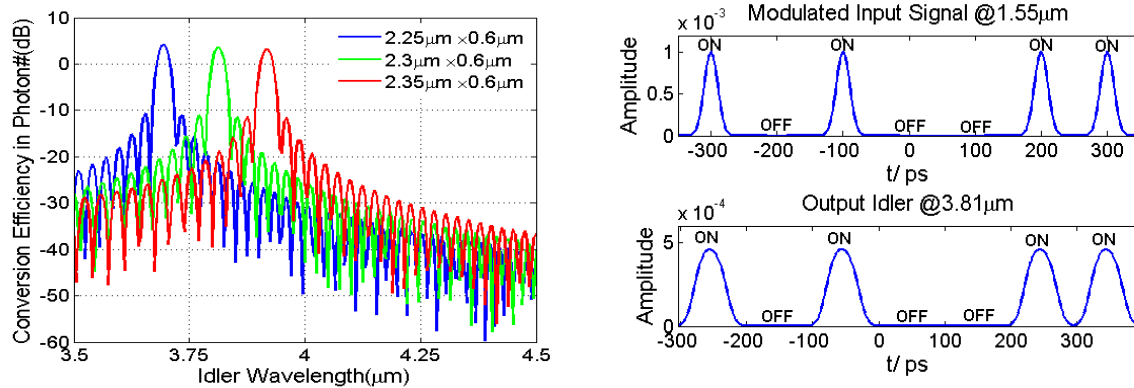 Conversion Efficiency in Photon#(dB)
10
0
-10
-20
-30
-40
-50
-60
3.5
3.75
4
4.25
4.5
Idler Wavelength(μm)
2.25μm ×0.6μm
2.3μm ×0.6μm
2.35μm ×0.6μm
x 10⁻³
Modulated Input Signal @1.55μm
Amplitude
1
0.5
0
ON
ON
ON
ON
OFF
OFF
OFF
-300
-200
-100
0
100
200
300
t/ ps
x 10⁻⁴
Output Idler @3.81μm
Amplitude
5
0
ON
ON
ON
ON
OFF
OFF
OFF
-300
-200
-100
0
100
200
300
t/ ps